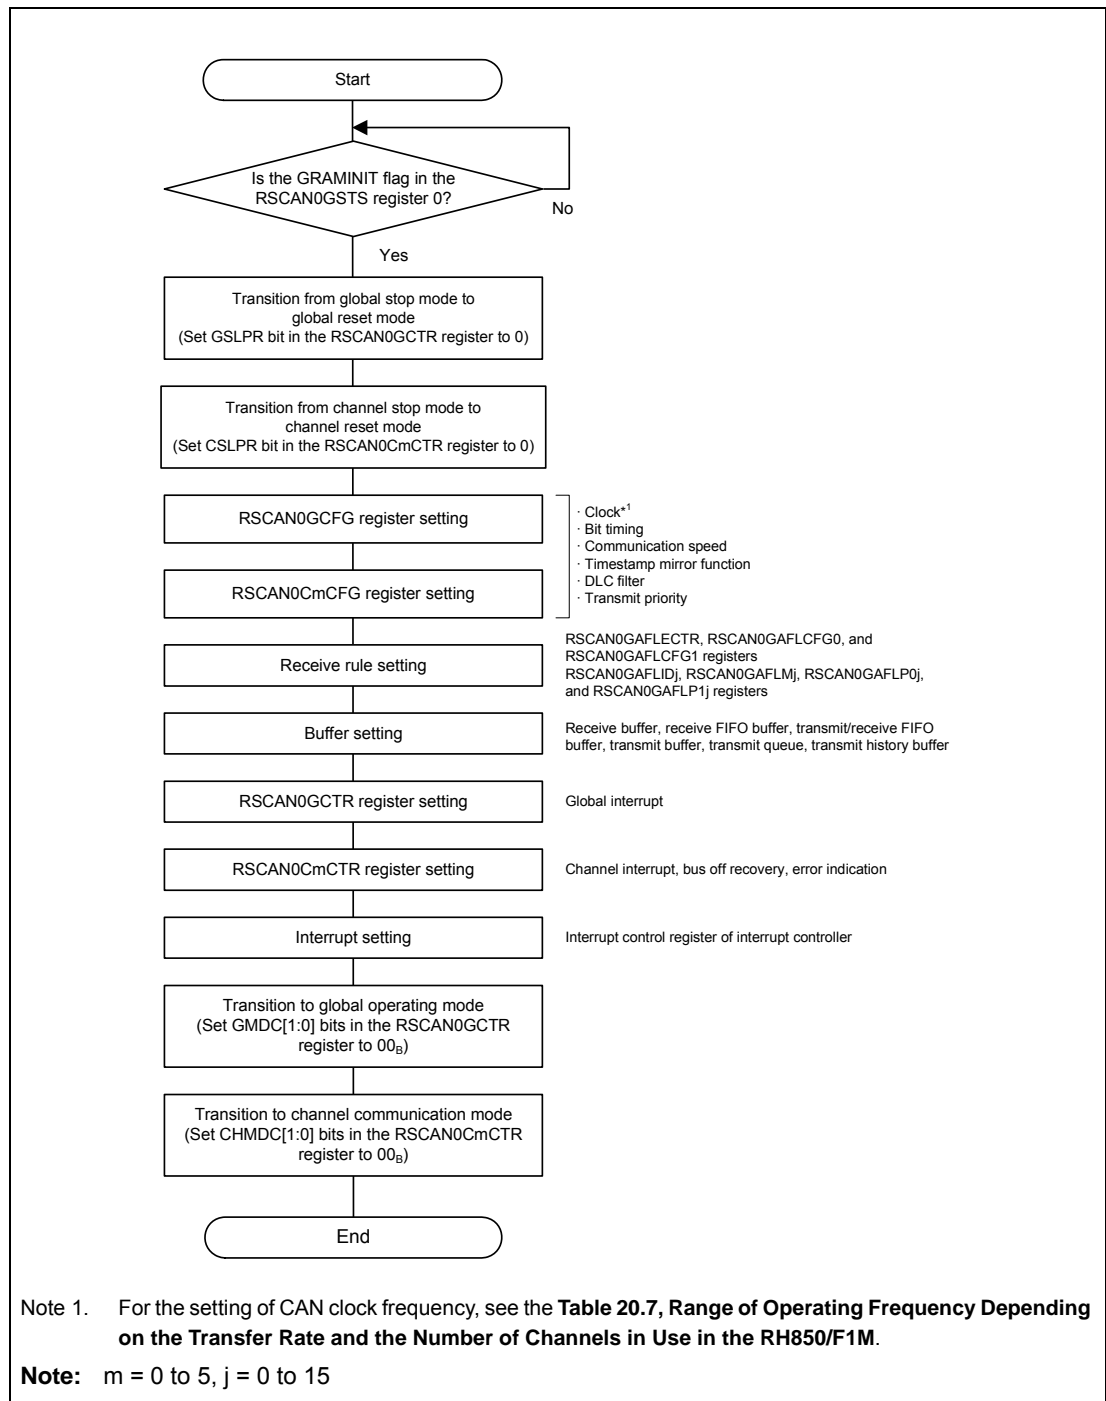 Start
Is the GRAMINIT flag in the
RSCAN0GSTS register 0?
No
Yes
Transition from global stop mode to
global reset mode
(Set GSLPR bit in the RSCAN0GCTR register to 0)
Transition from channel stop mode to
channel reset mode
(Set CSLPR bit in the RSCAN0CmCTR register to 0)
RSCAN0GCFG register setting
RSCAN0CmCFG register setting
· Clock*1
· Bit timing
· Communication speed
· Timestamp mirror function
· DLC filter
· Transmit priority
Receive rule setting
RSCAN0GAFLECTR, RSCAN0GAFLCFG0, and
RSCAN0GAFLCFG1 registers
RSCAN0GAFLIDj, RSCAN0GAFLMj, RSCAN0GAFLP0j,
and RSCAN0GAFLP1j registers
Buffer setting
Receive buffer, receive FIFO buffer, transmit/receive FIFO
buffer, transmit buffer, transmit queue, transmit history buffer
RSCAN0GCTR register setting
Global interrupt
RSCAN0CmCTR register setting
Channel interrupt, bus off recovery, error indication
Interrupt setting
Interrupt control register of interrupt controller
Transition to global operating mode
(Set GMDC[1:0] bits in the RSCAN0GCTR
register to 00B)
Transition to channel communication mode
(Set CHMDC[1:0] bits in the RSCAN0CmCTR
register to 00B)
End
Note 1. For the setting of CAN clock frequency, see the Table 20.7, Range of Operating Frequency Depending
on the Transfer Rate and the Number of Channels in Use in the RH850/F1M.
Note: m = 0 to 5, j = 0 to 15